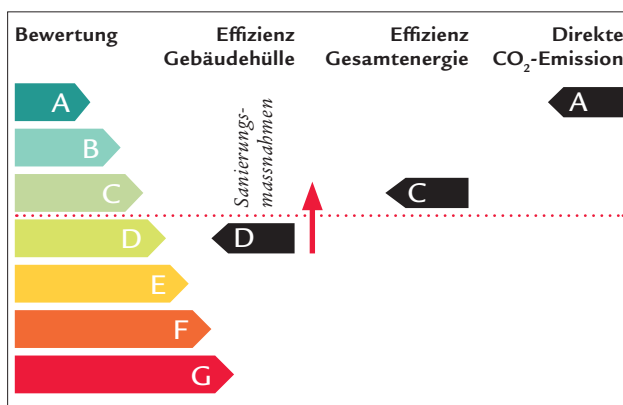 Bewertung
Effizienz
Gebäudehülle
Effizienz
Gesamtenergie
Direkte
CO₂-Emission
A
A
B
Sanierungs-
massnahmen
C
C
D
D
E
F
G